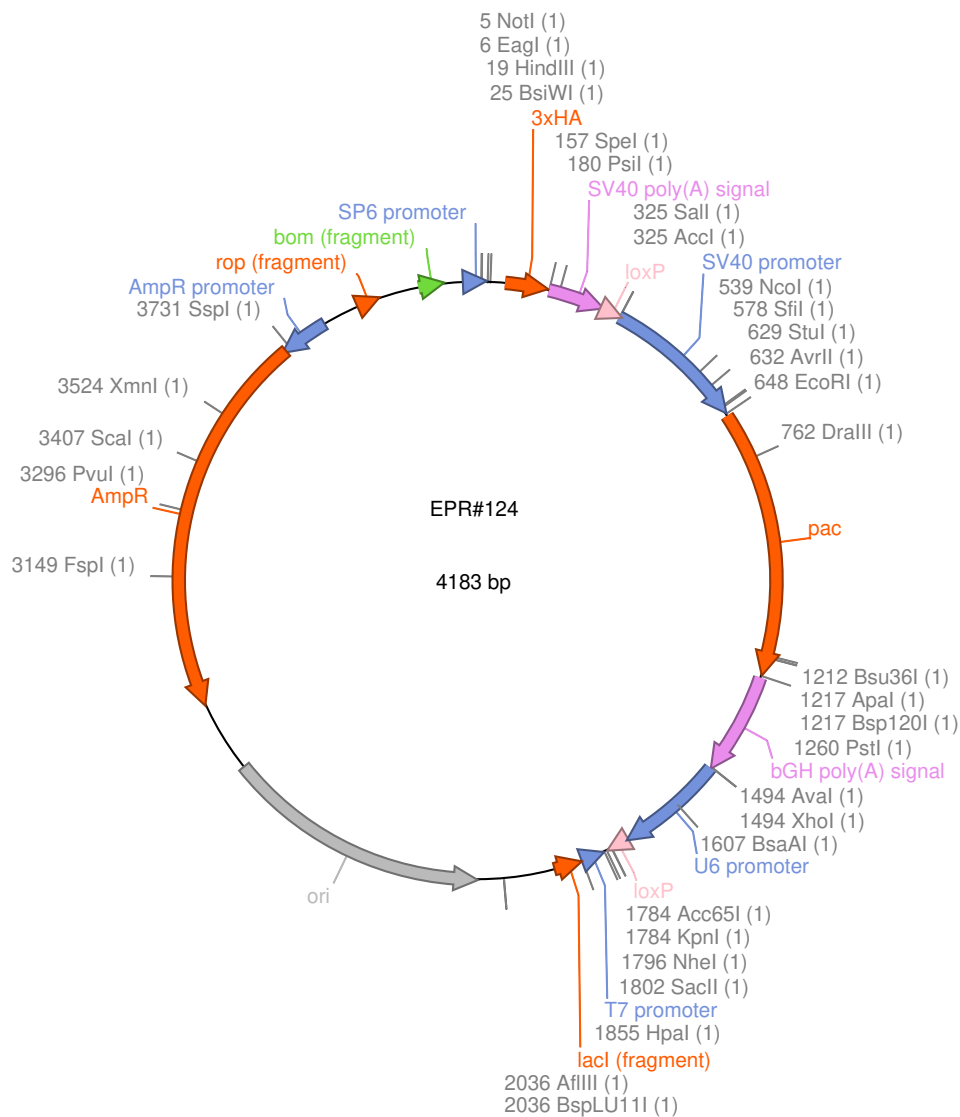 5 NotI (1)
6 EagI (1)
19 HindIII (1)
25 BsiWI (1)
3xHA
157 SpeI (1)
180 PsiI (1)
SV40 poly(A) signal
325 SalI (1)
325 AccI (1)
loxP
SV40 promoter
539 NcoI (1)
578 SfiI (1)
629 StuI (1)
632 AvrII (1)
648 EcoRI (1)
762 DraIII (1)
pac
1212 Bsu36I (1)
1217 ApaI (1)
1217 Bsp120I (1)
1260 PstI (1)
bGH poly(A) signal
1494 AvaI (1)
1494 XhoI (1)
1607 BsaAI (1)
U6 promoter
loxP
1784 Acc65I (1)
1784 KpnI (1)
1796 NheI (1)
1802 SacII (1)
T7 promoter
1855 HpaI (1)
lacI (fragment)
2036 AflIII (1)
2036 BspLU11I (1)
ori
3149 FspI (1)
AmpR
3296 PvuI (1)
3407 ScaI (1)
3524 XmnI (1)
3731 SspI (1)
AmpR promoter
rop (fragment)
bom (fragment)
SP6 promoter
EPR#124
4183 bp